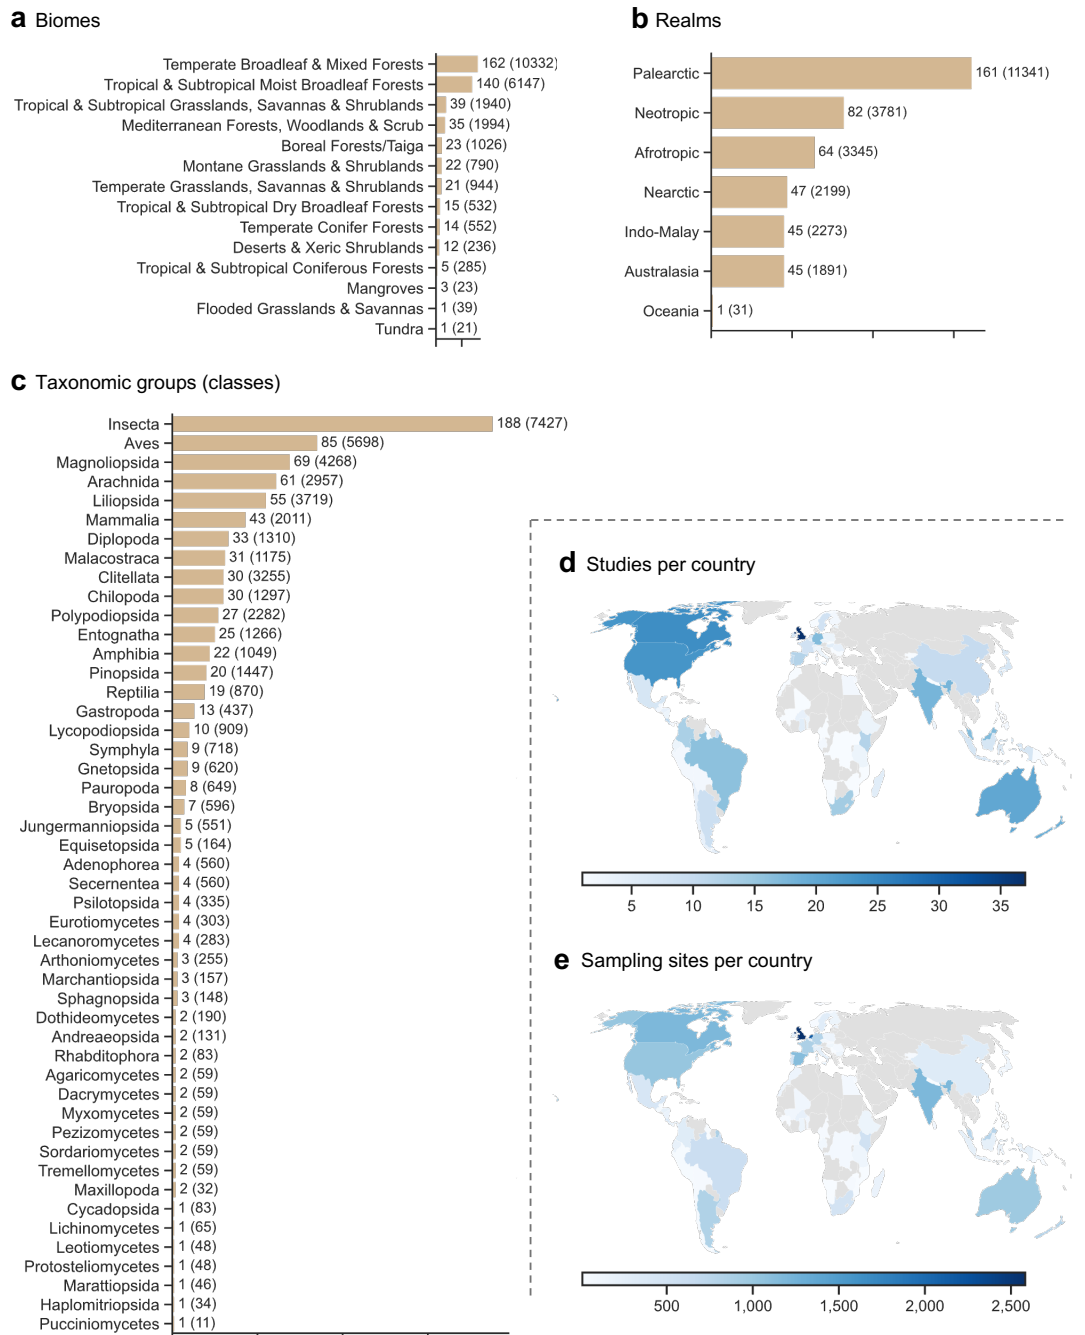 a Biomes
Temperate Broadleaf & Mixed Forests 162 (10332)
Tropical & Subtropical Moist Broadleaf Forests 140 (6147)
Tropical & Subtropical Grasslands, Savannas & Shrublands 39 (1940)
Mediterranean Forests, Woodlands & Scrub 35 (1994)
Boreal Forests/Taiga 23 (1026)
Montane Grasslands & Shrublands 22 (790)
Temperate Grasslands, Savannas & Shrublands 21 (944)
Tropical & Subtropical Dry Broadleaf Forests 15 (532)
Temperate Conifer Forests 14 (552)
Deserts & Xeric Shrublands 12 (236)
Tropical & Subtropical Coniferous Forests 5 (285)
Mangroves 3 (23)
Flooded Grasslands & Savannas 1 (39)
Tundra 1 (21)
b Realms
Palearctic 161 (11341)
Neotropic 82 (3781)
Afrotropic 64 (3345)
Nearctic 47 (2199)
Indo-Malay 45 (2273)
Australasia 45 (1891)
Oceania 1 (31)
c Taxonomic groups (classes)
Insecta 188 (7427)
Aves 85 (5698)
Magnoliopsida 69 (4268)
Arachnida 61 (2957)
Liliopsida 55 (3719)
Mammalia 43 (2011)
Diplopoda 33 (1310)
Malacostraca 31 (1175)
Clitellata 30 (3255)
Chilopoda 30 (1297)
Polypodiopsida 27 (2282)
Entognatha 25 (1266)
Amphibia 22 (1049)
Pinopsida 20 (1447)
Reptilia 19 (870)
Gastropoda 13 (437)
Lycopodiopsida 10 (909)
Symphyla 9 (718)
Gnetopsida 9 (620)
Pauropoda 8 (649)
Bryopsida 7 (596)
Jungermanniopsida 5 (551)
Equisetopsida 5 (164)
Adenophorea 4 (560)
Secernentea 4 (560)
Psilotopsida 4 (335)
Eurotiomycetes 4 (303)
Lecanoromycetes 4 (283)
Arthoniomycetes 3 (255)
Marchantiopsida 3 (157)
Sphagnopsida 3 (148)
Dothideomycetes 2 (190)
Andreaeopsida 2 (131)
Rhabditophora 2 (83)
Agaricomycetes 2 (59)
Dacrymycetes 2 (59)
Myxomycetes 2 (59)
Pezizomycetes 2 (59)
Sordariomycetes 2 (59)
Tremellomycetes 2 (59)
Maxillopoda 2 (32)
Cycadopsida 1 (83)
Lichinomycetes 1 (65)
Leotiomycetes 1 (48)
Protosteliomycetes 1 (48)
Marattiopsida 1 (46)
Haplomitriopsida 1 (34)
Pucciniomycetes 1 (11)
d Studies per country
5 10 15 20 25 30 35
e Sampling sites per country
500 1,000 1,500 2,000 2,500